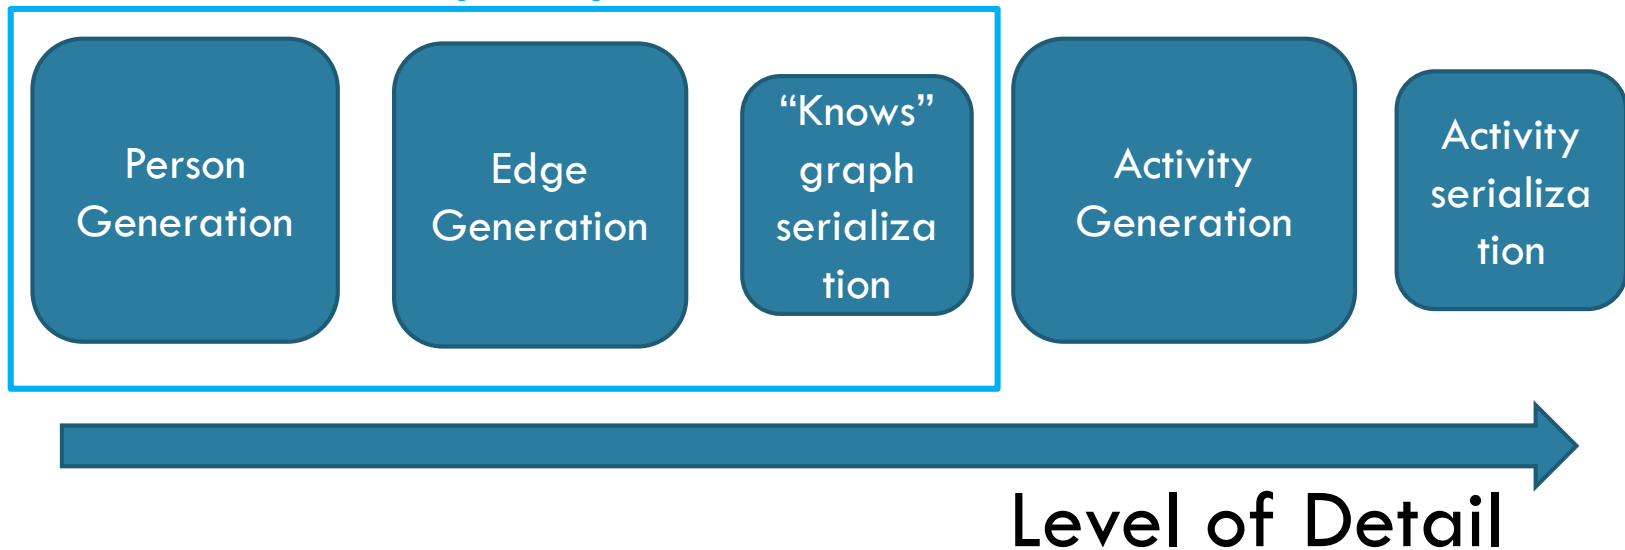 Person
Generation
Edge
Generation
“Knows”
graph
serializa
tion
Activity
Generation
Activity
serializa
tion
Level of Detail